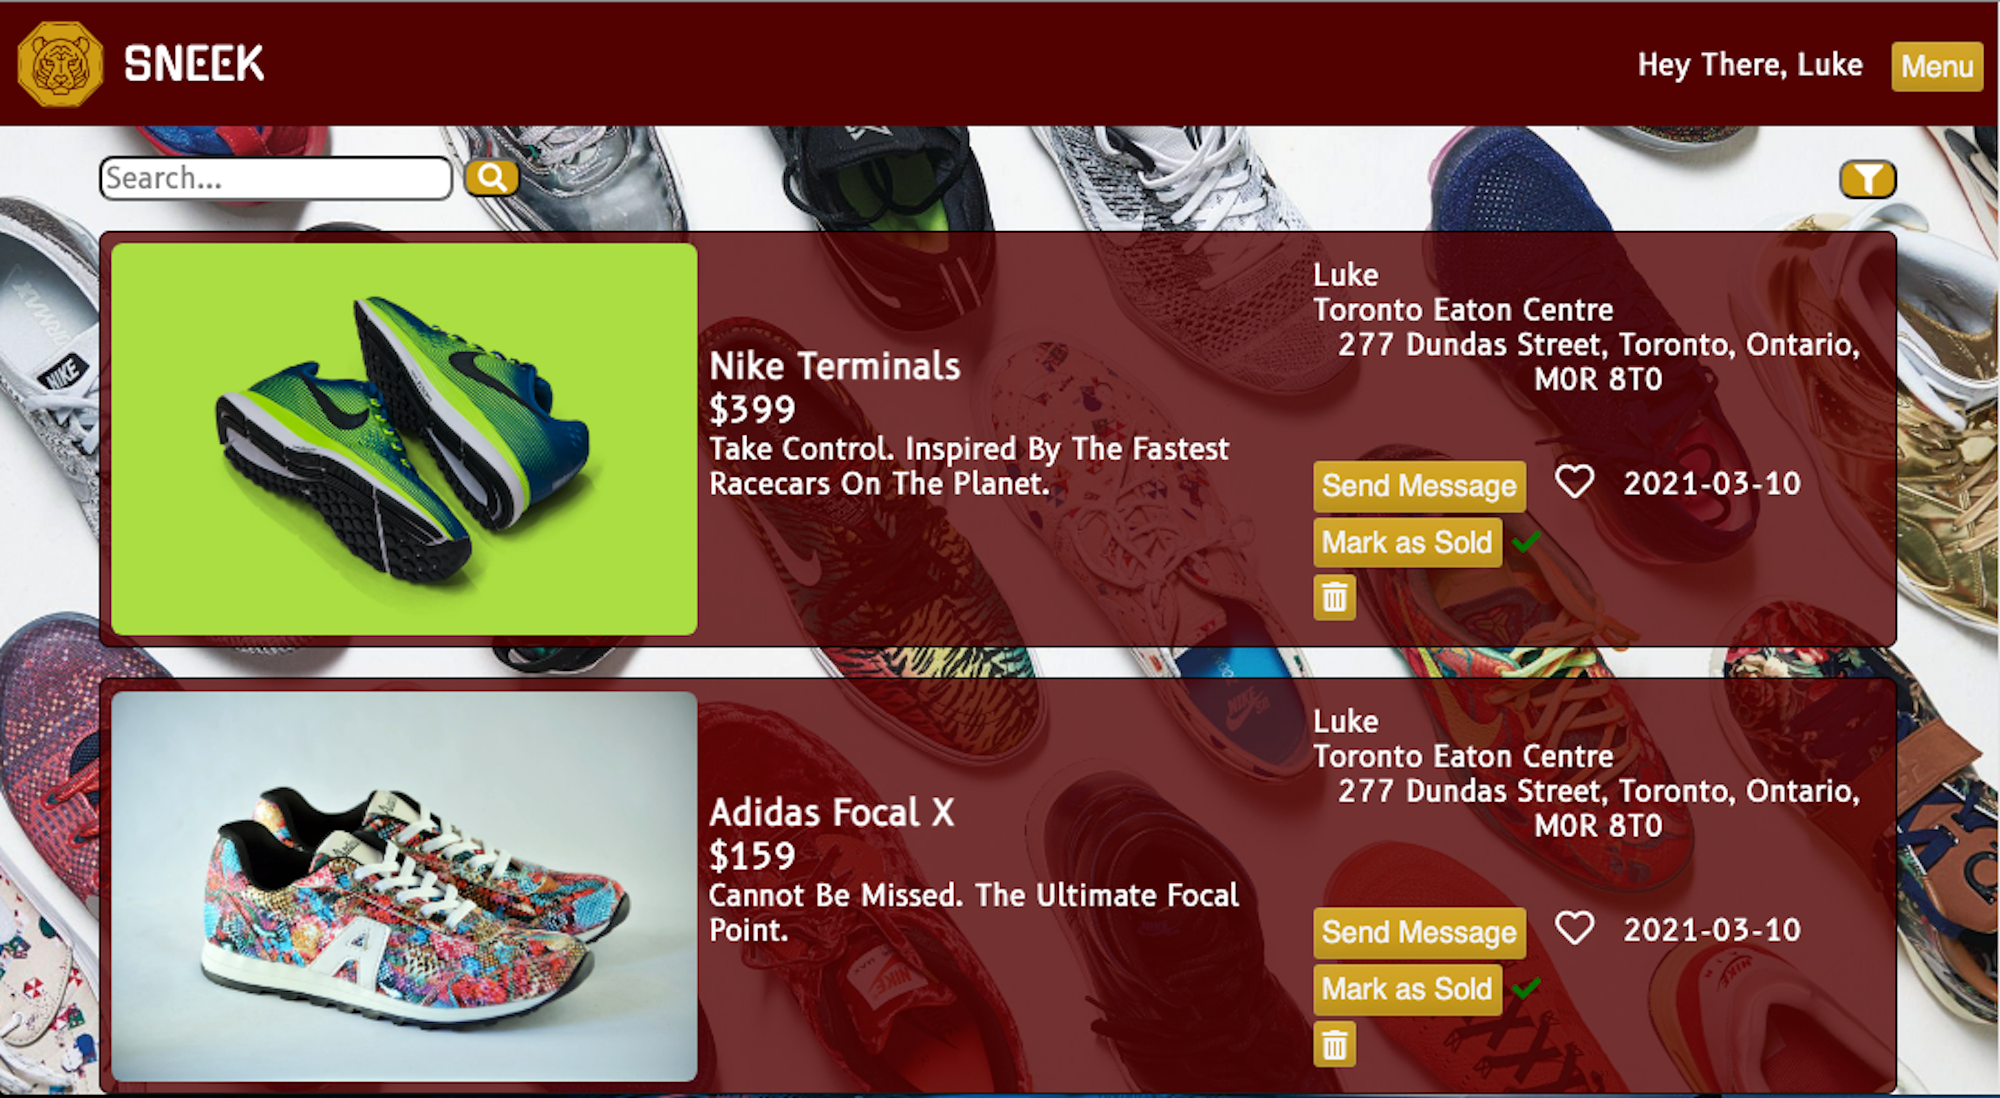 SNEEK
Hey There, Luke
Menu
Search...
Nike Terminals
$399
Take Control. Inspired By The Fastest
Racecars On The Planet.
Luke
Toronto Eaton Centre
277 Dundas Street, Toronto, Ontario,
M0R 8T0
Send Message
2021-03-10
Mark as Sold
NIKE
Adidas Focal X
$159
Cannot Be Missed. The Ultimate Focal
Point.
Luke
Toronto Eaton Centre
277 Dundas Street, Toronto, Ontario,
M0R 8T0
Send Message
2021-03-10
Mark as Sold
A
NIKE
NIKE